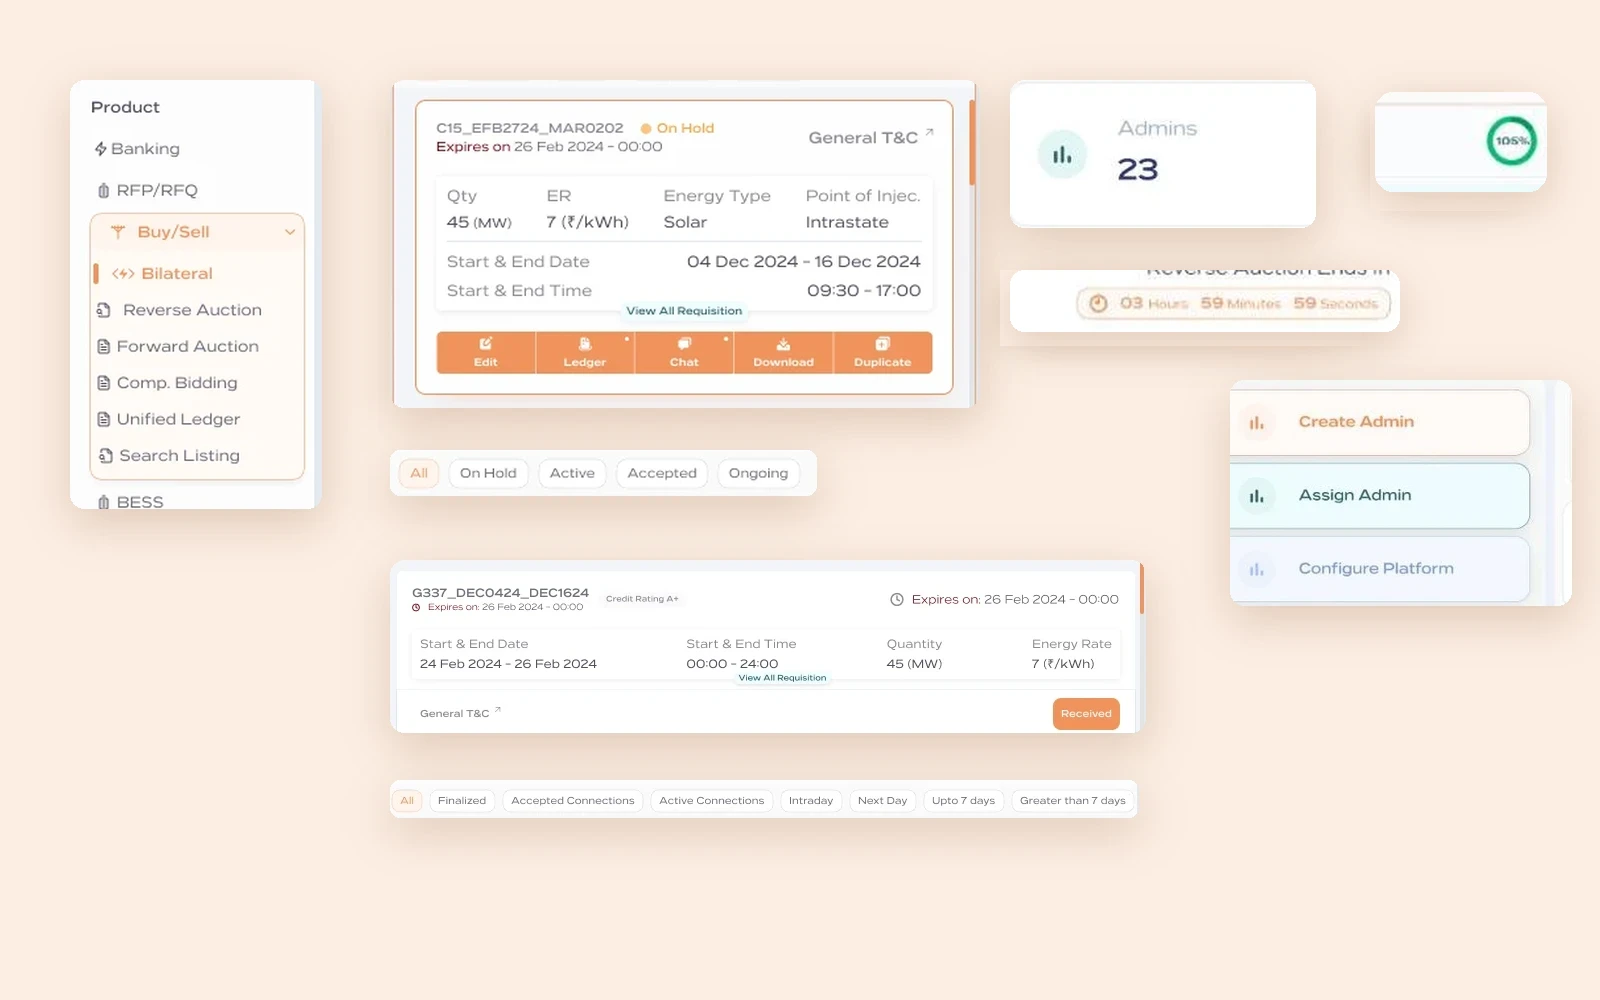 Product
Banking
RFP/RFQ
Buy/Sell
Bilateral
Reverse Auction
Forward Auction
Comp. Bidding
Unified Ledger
Search Listing
BESS
C15_EFB2724_MAR0202 On Hold
Expires on 26 Feb 2024 - 00:00
General T&C
Qty ER Energy Type Point of Injec.
45 (MW) 7 (₹/kWh) Solar Intrastate
Start & End Date 04 Dec 2024 - 16 Dec 2024
Start & End Time 09:30 - 17:00
View All Requisition
Edit Ledger Chat Download Duplicate
All On Hold Active Accepted Ongoing
G337_DEC0424_DEC1624 Credit Rating A+
Expires on: 26 Feb 2024 - 00:00
Expires on: 26 Feb 2024 - 00:00
Start & End Date Start & End Time Quantity Energy Rate
24 Feb 2024 - 26 Feb 2024 00:00 - 24:00 45 (MW) 7 (₹/kWh)
View All Requisition
General T&C Received
All Finalized Accepted Connections Active Connections Intraday Next Day Upto 7 days Greater than 7 days
Admins
23
105%
Reverse Auction Ends in
03 Hours 59 Minutes 59 Seconds
Create Admin
Assign Admin
Configure Platform